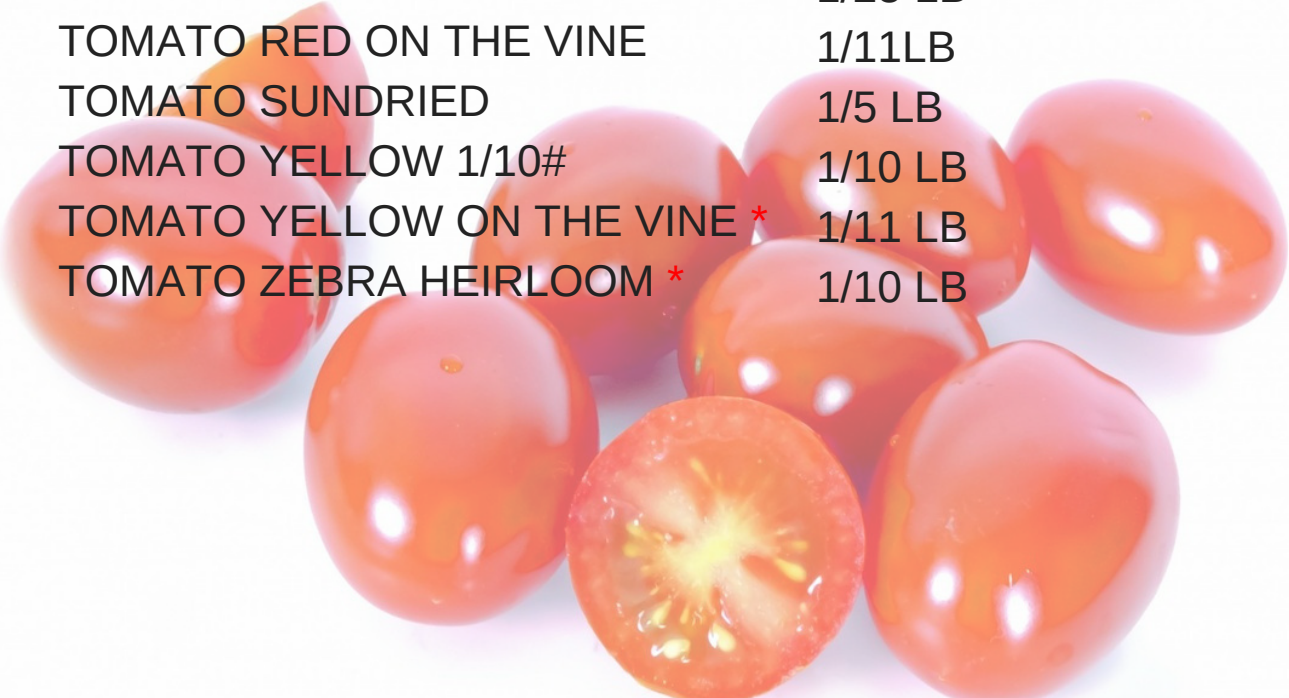 TOMATO RED ON THE VINE 1/11LB
TOMATO SUNDRIED 1/5 LB
TOMATO YELLOW 1/10# 1/10 LB
TOMATO YELLOW ON THE VINE * 1/11 LB
TOMATO ZEBRA HEIRLOOM * 1/10 LB